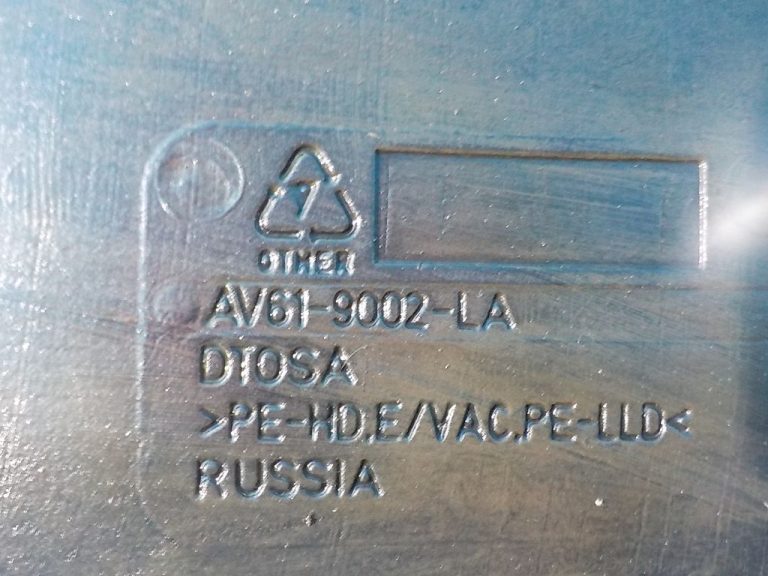 7
OTHER
AV61-9002-LA
DTOSA
>PE-HD,E/VAC,PE-LLD<
RUSSIA